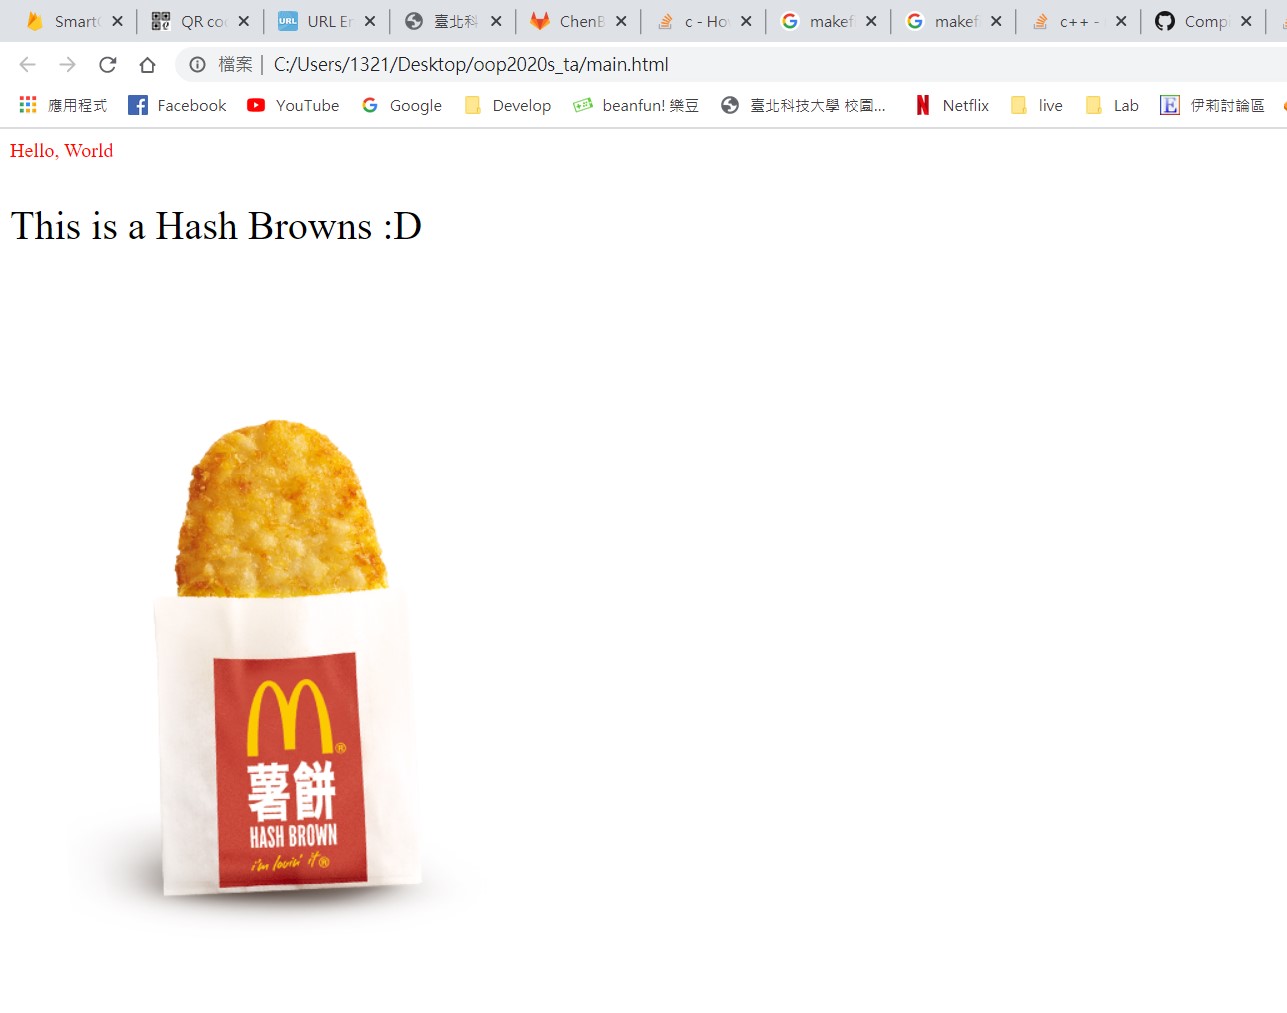 SmartC
QR co
URL E
臺北科
ChenB
c - Ho
makef
makef
c++ -
Comp
檔案 | C:/Users/1321/Desktop/oop2020s_ta/main.html
應用程式
Facebook
YouTube
Google
Develop
beanfun! 樂豆
臺北科技大學 校園...
Netflix
live
Lab
伊莉討論區
Hello, World
This is a Hash Browns :D
M®
薯餅
HASH BROWN
i'm lovin' it®